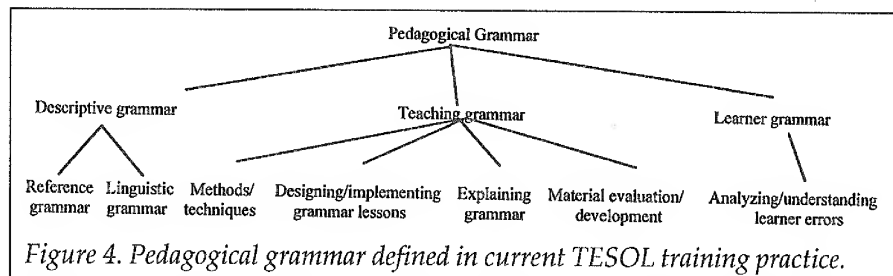 Pedagogical Grammar
Descriptive grammar
Teaching grammar
Learner grammar
Reference grammar
Linguistic grammar
Methods/ techniques
Designing/implementing grammar lessons
Explaining grammar
Material evaluation/ development
Analyzing/understanding learner errors
Figure 4. Pedagogical grammar defined in current TESOL training practice.